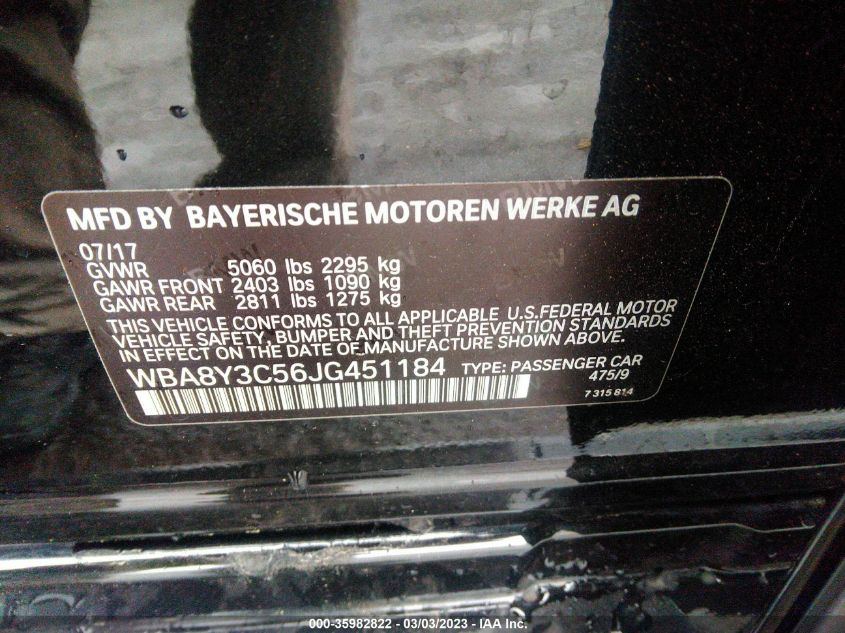 MFD BY BAYERISCHE MOTOREN WERKE AG
07/17
GVWR 5060 lbs 2295 kg
GAWR FRONT 2403 lbs 1090 kg
GAWR REAR 2811 lbs 1275 kg
THIS VEHICLE CONFORMS TO ALL APPLICABLE U.S.FEDERAL MOTOR
VEHICLE SAFETY, BUMPER AND THEFT PREVENTION STANDARDS
IN EFFECT ON THE DATE OF MANUFACTURE SHOWN ABOVE.
WBA8Y3C56JG451184 TYPE: PASSENGER CAR
475/9
7 315 814
000-35982822 - 03/03/2023 - IAA Inc.